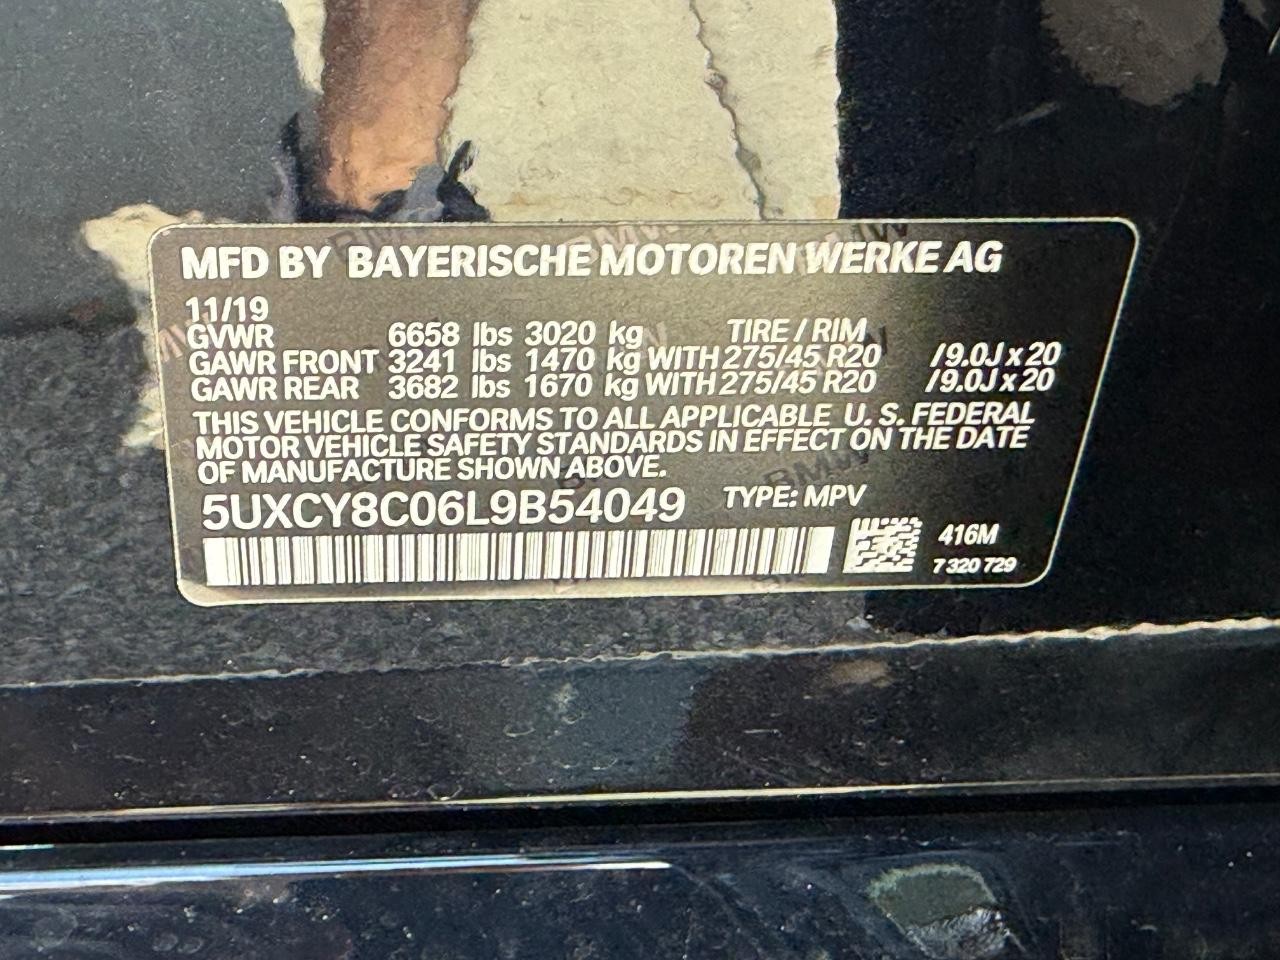 MFD BY BAYERISCHE MOTOREN WERKE AG
11/19
GVWR 6658 lbs 3020 kg TIRE / RIM
GAWR FRONT 3241 lbs 1470 kg WITH 275/45 R20 /9.0J x 20
GAWR REAR 3682 lbs 1670 kg WITH 275/45 R20 /9.0J x 20
THIS VEHICLE CONFORMS TO ALL APPLICABLE U. S. FEDERAL
MOTOR VEHICLE SAFETY STANDARDS IN EFFECT ON THE DATE
OF MANUFACTURE SHOWN ABOVE.
5UXCY8C06L9B54049 TYPE: MPV
416M
7 320 729